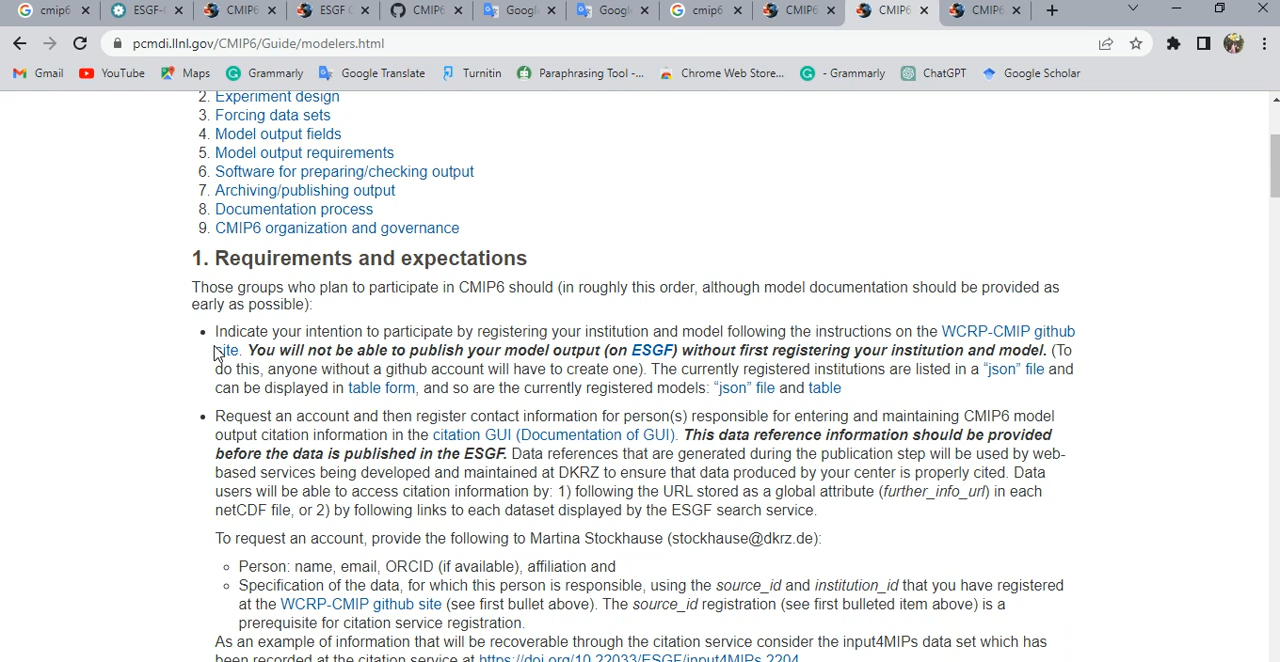 cmip6
ESGF-
CMIP6
ESGF C
CMIP6
Google
Google
cmip6
CMIP6
CMIP6
CMIP6
pcmdi.llnl.gov/CMIP6/Guide/modelers.html
Gmail
YouTube
Maps
Grammarly
Google Translate
Turnitin
Paraphrasing Tool -...
Chrome Web Store...
- Grammarly
ChatGPT
Google Scholar
2. Experiment design
3. Forcing data sets
4. Model output fields
5. Model output requirements
6. Software for preparing/checking output
7. Archiving/publishing output
8. Documentation process
9. CMIP6 organization and governance
1. Requirements and expectations
Those groups who plan to participate in CMIP6 should (in roughly this order, although model documentation should be provided as
early as possible):
• Indicate your intention to participate by registering your institution and model following the instructions on the WCRP-CMIP github
site. You will not be able to publish your model output (on ESGF) without first registering your institution and model. (To
do this, anyone without a github account will have to create one). The currently registered institutions are listed in a “json” file and
can be displayed in table form, and so are the currently registered models: “json” file and table
• Request an account and then register contact information for person(s) responsible for entering and maintaining CMIP6 model
output citation information in the citation GUI (Documentation of GUI). This data reference information should be provided
before the data is published in the ESGF. Data references that are generated during the publication step will be used by web-
based services being developed and maintained at DKRZ to ensure that data produced by your center is properly cited. Data
users will be able to access citation information by: 1) following the URL stored as a global attribute (further_info_url) in each
netCDF file, or 2) by following links to each dataset displayed by the ESGF search service.
To request an account, provide the following to Martina Stockhause (stockhause@dkrz.de):
◦ Person: name, email, ORCID (if available), affiliation and
◦ Specification of the data, for which this person is responsible, using the source_id and institution_id that you have registered
at the WCRP-CMIP github site (see first bullet above). The source_id registration (see first bulleted item above) is a
prerequisite for citation service registration.
As an example of information that will be recoverable through the citation service consider the input4MIPs data set which has
been recorded at the citation service at https://doi.org/10.22033/ESGF/input4MIPs.2204